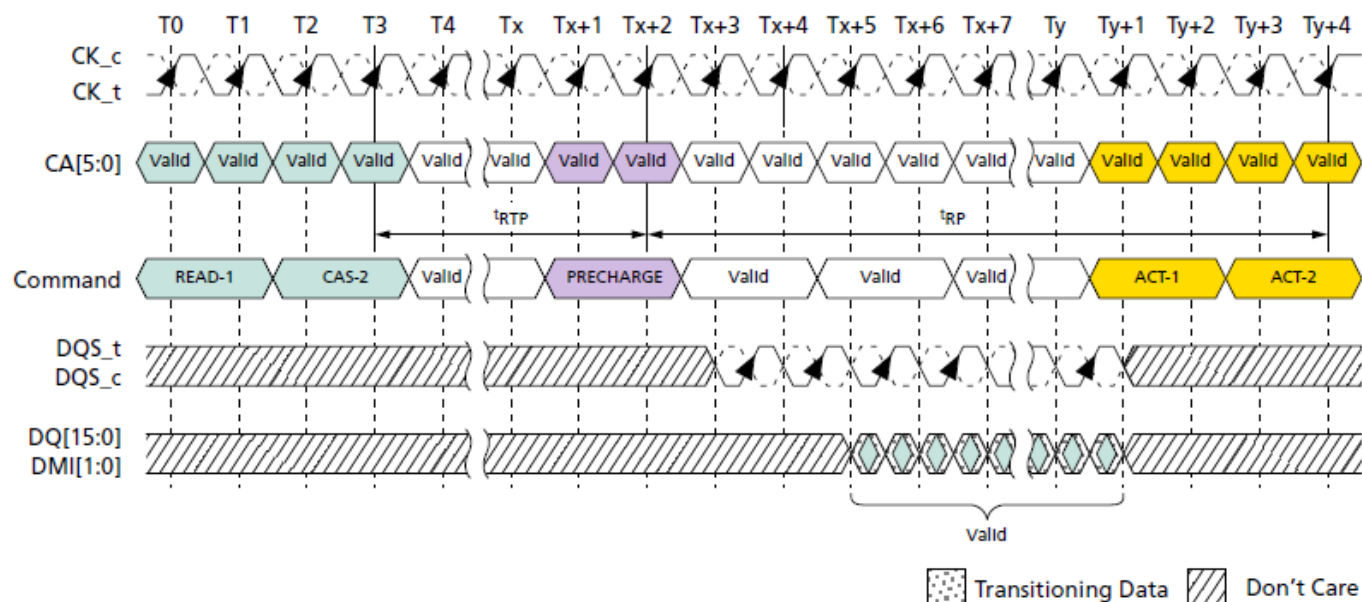 T0 T1 T2 T3 T4 Tx Tx+1 Tx+2 Tx+3 Tx+4 Tx+5 Tx+6 Tx+7 Ty Ty+1 Ty+2 Ty+3 Ty+4
CK_c
CK_t
CA[5:0] Valid Valid Valid Valid Valid Valid Valid Valid Valid Valid Valid Valid Valid Valid Valid Valid Valid Valid
tRTP tRP
Command READ-1 CAS-2 Valid PRECHARGE Valid Valid Valid ACT-1 ACT-2
DQS_t
DQS_c
DQ[15:0]
DMI[1:0]
Valid
Transitioning Data Don't Care